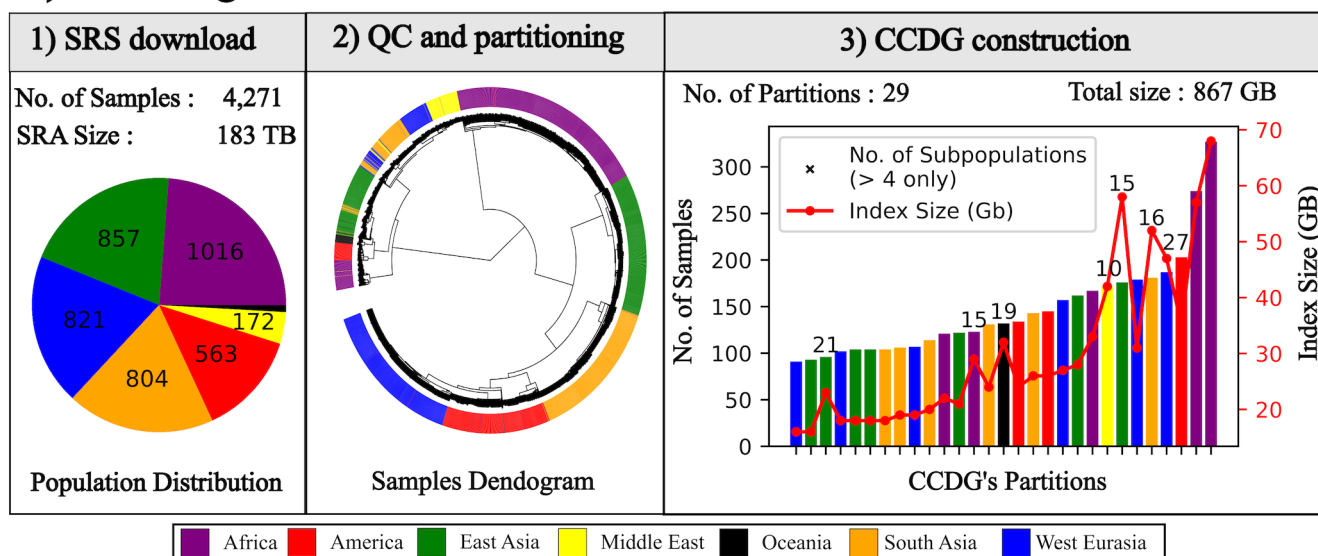 1) SRS download
2) QC and partitioning
3) CCDG construction
No. of Samples : 4,271
SRA Size : 183 TB
857
1016
821
172
563
804
Population Distribution
Samples Dendogram
No. of Partitions : 29
Total size : 867 GB
No. of Subpopulations
(> 4 only)
Index Size (Gb)
No. of Samples
300
250
200
150
100
50
0
21
15
19
10
15
16
27
70
60
50
40
30
20
Index Size (GB)
CCDG's Partitions
Africa America East Asia Middle East Oceania South Asia West Eurasia